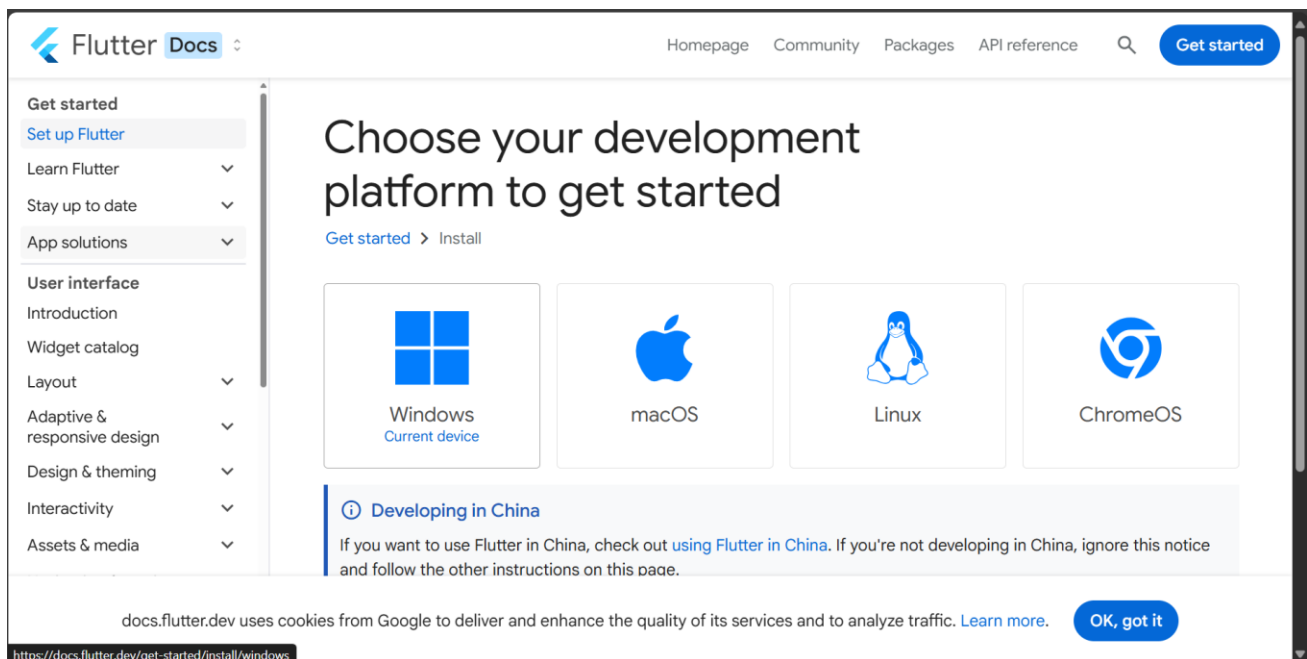 Flutter Docs
Homepage Community Packages API reference Get started
Get started
Set up Flutter
Learn Flutter
Stay up to date
App solutions
User interface
Introduction
Widget catalog
Layout
Adaptive &
responsive design
Design & theming
Interactivity
Assets & media
Choose your development
platform to get started
Get started > Install
Windows
Current device
macOS
Linux
ChromeOS
Developing in China
If you want to use Flutter in China, check out using Flutter in China. If you're not developing in China, ignore this notice
and follow the other instructions on this page.
docs.flutter.dev uses cookies from Google to deliver and enhance the quality of its services and to analyze traffic. Learn more.
OK, got it
https://docs.flutter.dev/get-started/install/windows